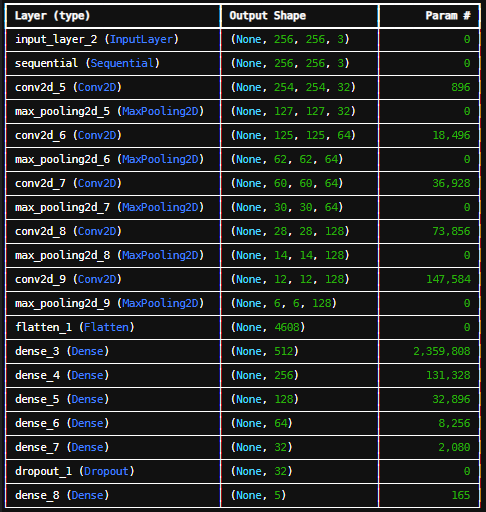 Layer (type) Output Shape Param #
input_layer_2 (InputLayer) (None, 256, 256, 3) 0
sequential (Sequential) (None, 256, 256, 3) 0
conv2d_5 (Conv2D) (None, 254, 254, 32) 896
max_pooling2d_5 (MaxPooling2D) (None, 127, 127, 32) 0
conv2d_6 (Conv2D) (None, 125, 125, 64) 18,496
max_pooling2d_6 (MaxPooling2D) (None, 62, 62, 64) 0
conv2d_7 (Conv2D) (None, 60, 60, 64) 36,928
max_pooling2d_7 (MaxPooling2D) (None, 30, 30, 64) 0
conv2d_8 (Conv2D) (None, 28, 28, 128) 73,856
max_pooling2d_8 (MaxPooling2D) (None, 14, 14, 128) 0
conv2d_9 (Conv2D) (None, 12, 12, 128) 147,584
max_pooling2d_9 (MaxPooling2D) (None, 6, 6, 128) 0
flatten_1 (Flatten) (None, 4608) 0
dense_3 (Dense) (None, 512) 2,359,808
dense_4 (Dense) (None, 256) 131,328
dense_5 (Dense) (None, 128) 32,896
dense_6 (Dense) (None, 64) 8,256
dense_7 (Dense) (None, 32) 2,080
dropout_1 (Dropout) (None, 32) 0
dense_8 (Dense) (None, 5) 165